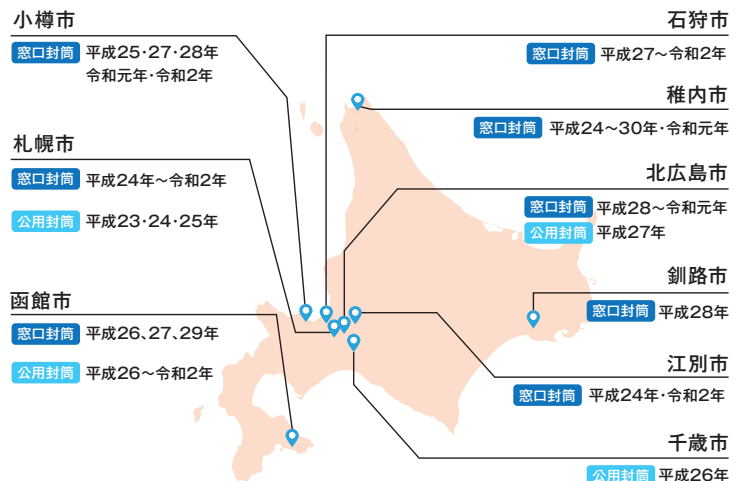 小樽市
窓口封筒 平成25・27・28年
令和元年・令和2年
札幌市
窓口封筒 平成24年～令和2年
公用封筒 平成23・24・25年
函館市
窓口封筒 平成26、27、29年
公用封筒 平成26～令和2年
石狩市
窓口封筒 平成27～令和2年
稚内市
窓口封筒 平成24～30年・令和元年
北広島市
窓口封筒 平成28～令和元年
公用封筒 平成27年
釧路市
窓口封筒 平成28年
江別市
窓口封筒 平成24年・令和2年
千歳市
公用封筒 平成26年